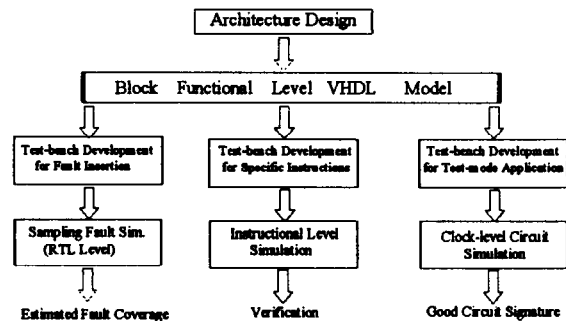 Architecture Design
Block Functional Level VHDL Model
Test-bench Development
for Fault Insertion
Test-bench Development
for Specific Instructions
Test-bench Development
for Test-mode Application
Sampling Fault Sim.
(RTL Level)
Instructional Level
Simulation
Clock-level Circuit
Simulation
Estimated Fault Coverage
Verification
Good Circuit Signature